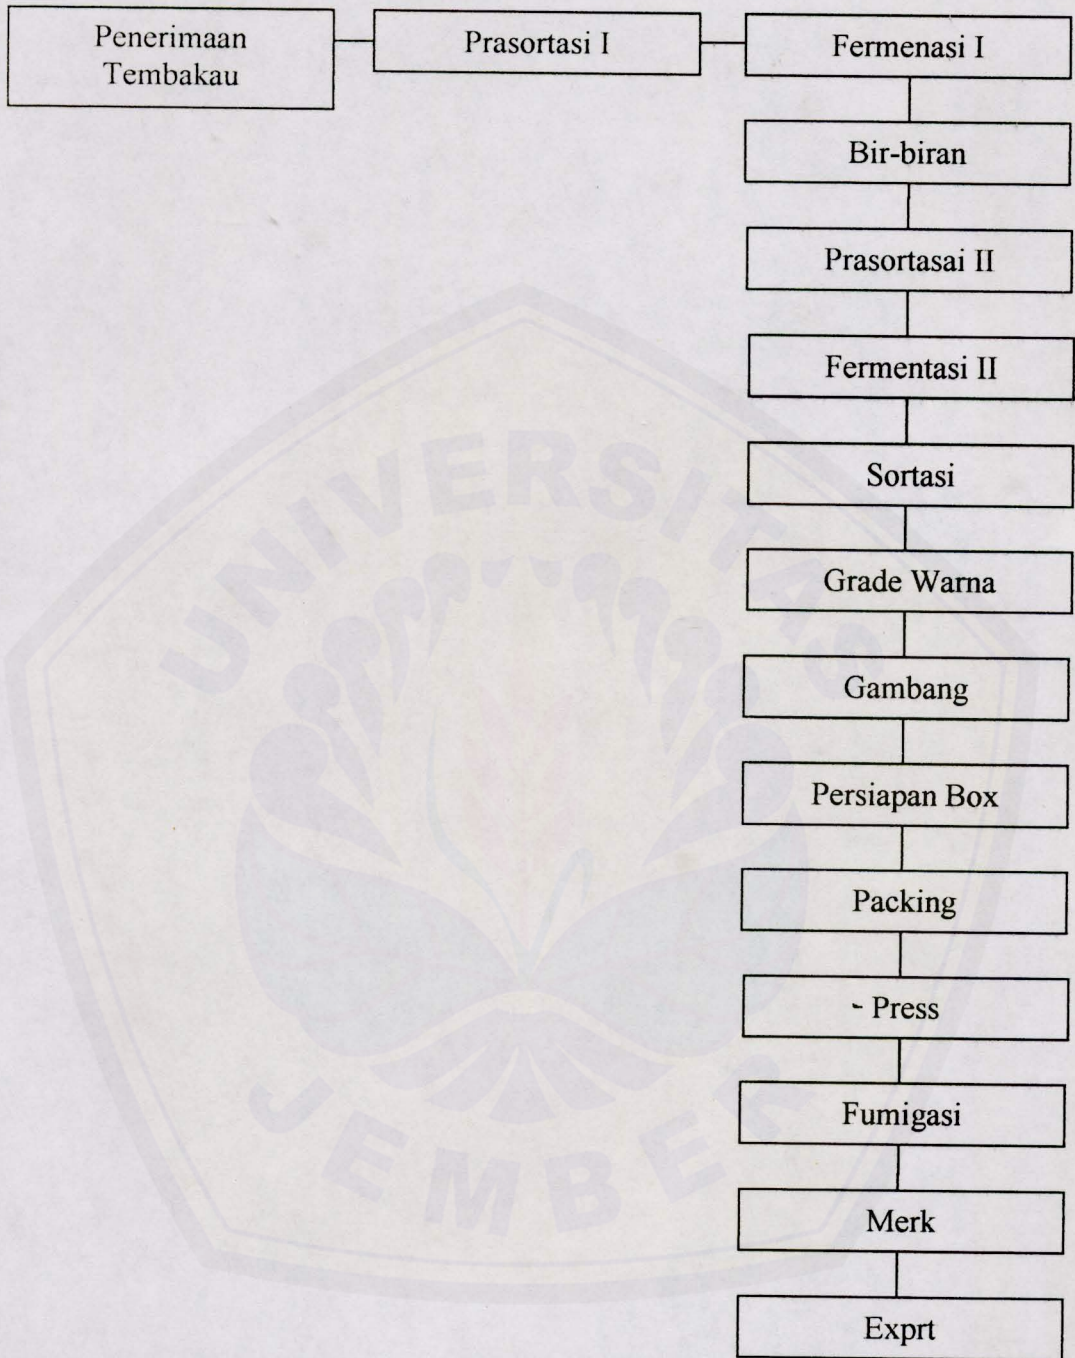 Penerimaan
Tembakau
Prasortasi I
Fermenasi I
Bir-biran
Prasortasai II
Fermentasi II
Sortasi
Grade Warna
Gambang
Persiapan Box
Packing
- Press
Fumigasi
Merk
Exprt
UNIVERSITAS
JEMBER